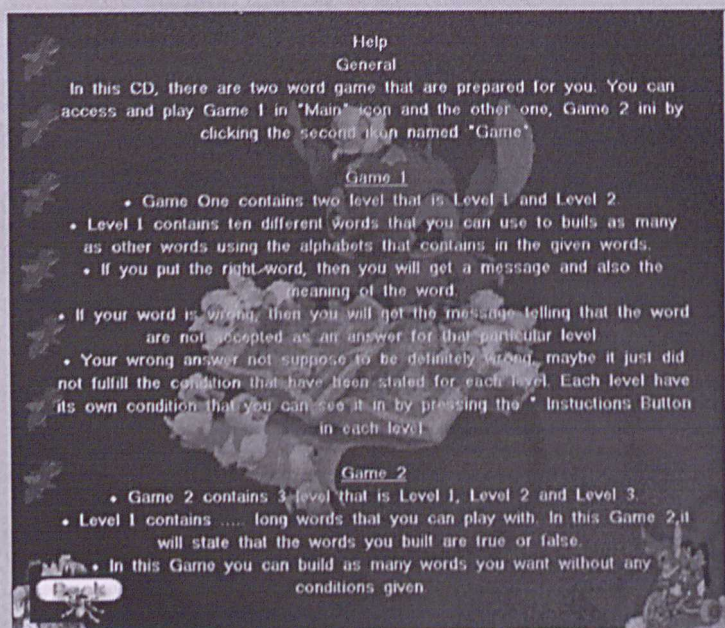 Help
General
In this CD, there are two word game that are prepared for you. You can
access and play Game 1 in "Main" icon and the other one, Game 2 ini by
clicking the second ikon named "Game"
Game 1
• Game One contains two level that is Level 1 and Level 2.
• Level 1 contains ten different words that you can use to buils as many
as other words using the alphabets that contains in the given words.
• If you put the right word, then you will get a message and also the
meaning of the word.
• If your word is wrong, then you will get the message telling that the word
are not accepted as an answer for that particular level
• Your wrong answer not suppose to be definitely wrong, maybe it just did
not fulfill the condition that have been stated for each level. Each level have
its own condition that you can see it in by pressing the " Instuctions Button
in each level
Game 2
• Game 2 contains 3 level that is Level 1, Level 2 and Level 3.
• Level 1 contains ..... long words that you can play with. In this Game 2,it
will state that the words you built are true or false.
• In this Game you can build as many words you want without any
conditions given
Back